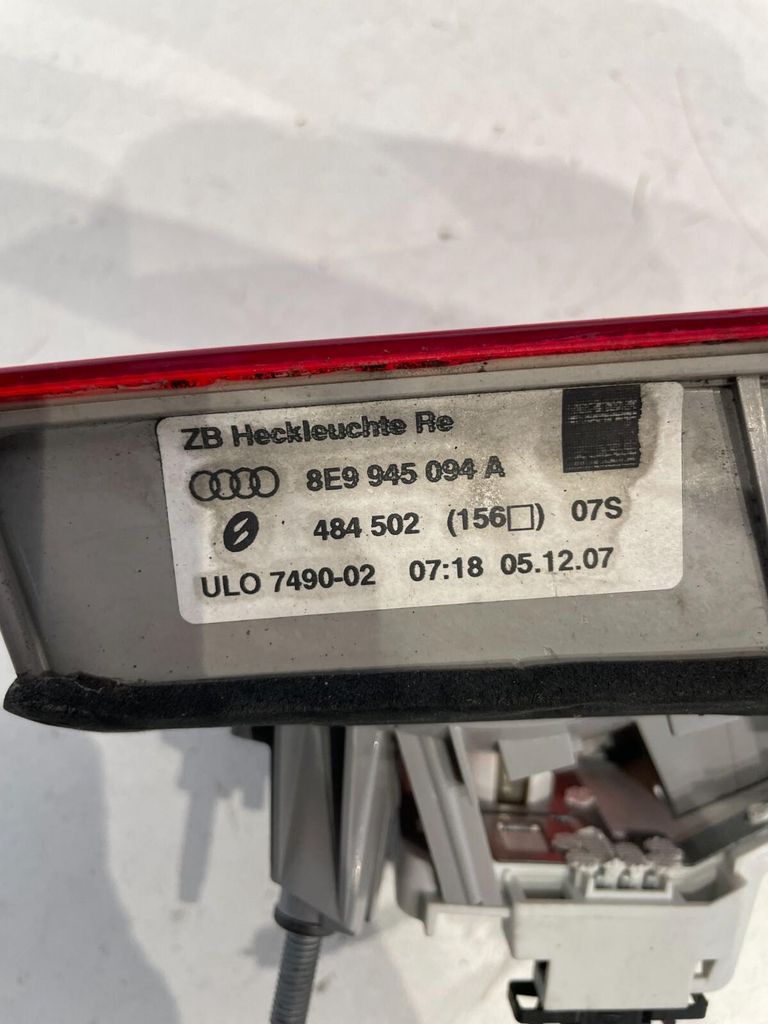 ZB Heckleuchte Re
8E9 945 094 A
484 502 (156□) 07S
ULO 7490-02 07:18 05.12.07